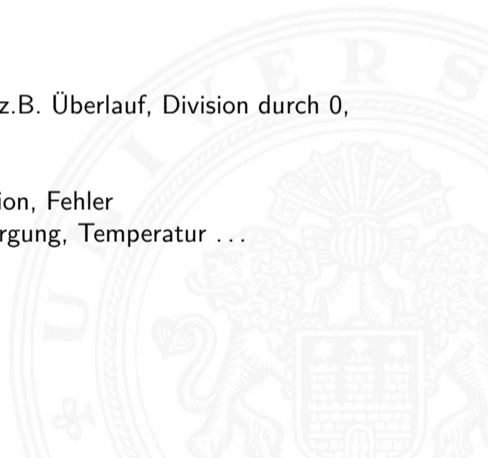 z.B. Überlauf, Division durch 0,
ion, Fehler
rgung, Temperatur . . .
U N I V E R S